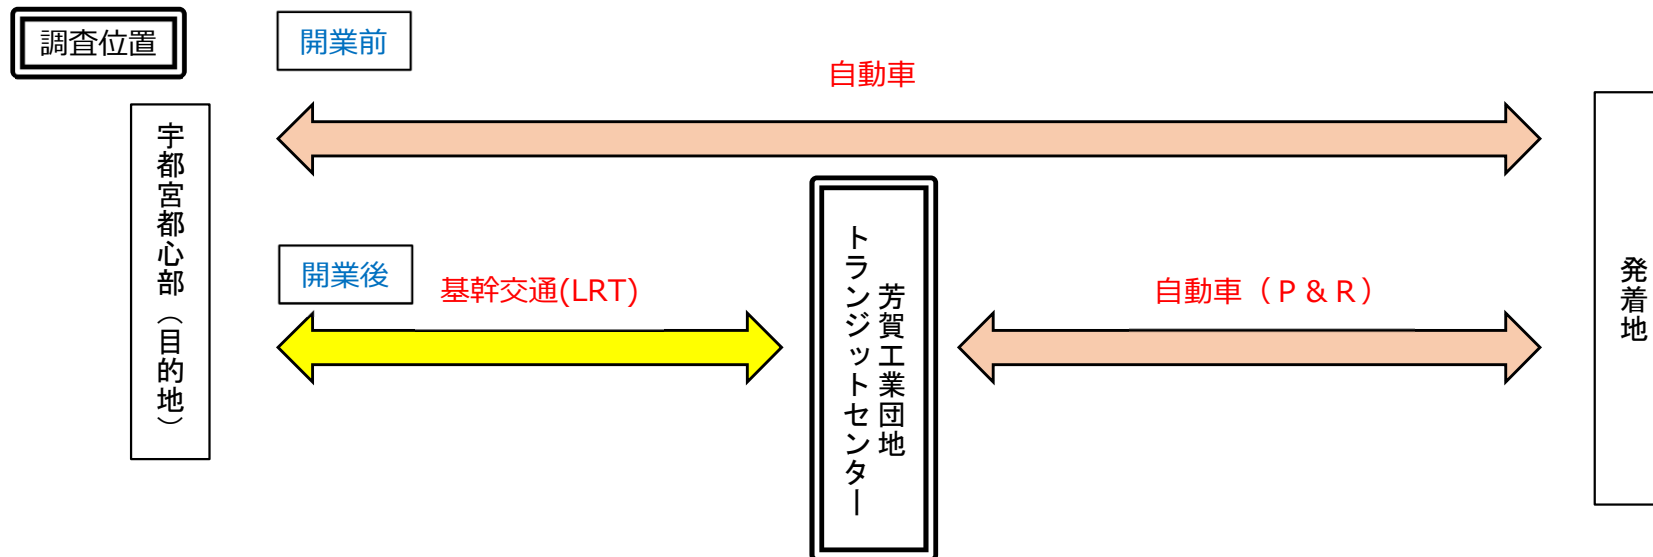 調査位置
開業前
自動車
宇都宮都心部（目的地）
開業後
基幹交通(LRT)
芳賀工業団地
トランジットセンター
自動車（Ｐ＆Ｒ）
発着地